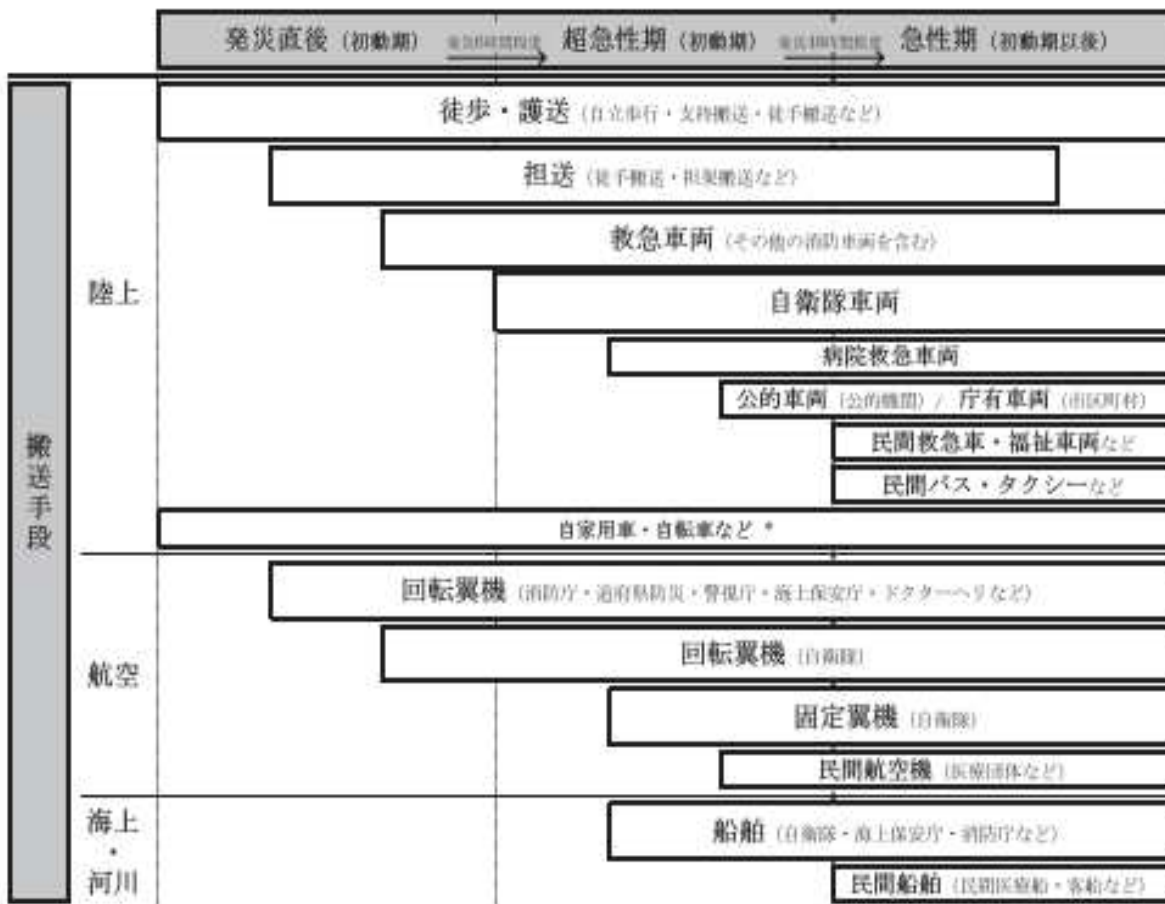 発災直後（初動期） 超急性期（初動期） 急性期（初動期以後）
搬送手段
陸上
徒歩・護送（自立歩行・支持搬送・徒手搬送など）
担送（徒手搬送・担架搬送など）
救急車両（その他の消防車両を含む）
自衛隊車両
病院救急車両
公的車両（公的機関）/ 庁有車両（市区町村）
民間救急車・福祉車両など
民間バス・タクシーなど
自家用車・自転車など *
航空
回転翼機（消防庁・道府県防災・警視庁・海上保安庁・ドクターヘリなど）
回転翼機（自衛隊）
固定翼機（自衛隊）
民間航空機（医療団体など）
海上・河川
船舶（自衛隊・海上保安庁・消防庁など）
民間船舶（民間医療船・客船など）